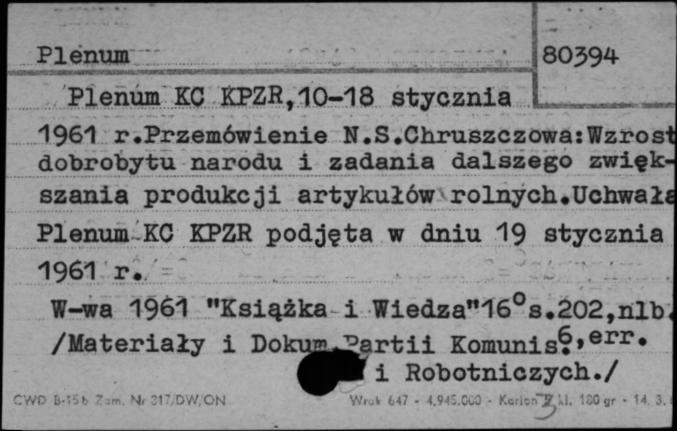 Plenum
80394
Plenum KC KPZR,10-18 stycznia
1961 r.Przemówienie N.S.Chruszczowa:Wzrost
dobrobytu narodu i zadania dalszego zwięk-
szania produkcji artykułów rolnych.Uchwała
Plenum KC KPZR podjęta w dniu 19 stycznia
1961 r.
W-wa 1961 "Książka i Wiedza"16°s.202,nlb.
/Materiały i Dokum.Partii Komunis. 6,err.
i Robotniczych./
CWD B-15b Zam. Nr 317/DW/ON
Wrok 647 - 4.945.000 - Karton kl. 180 gr - 14. 3.